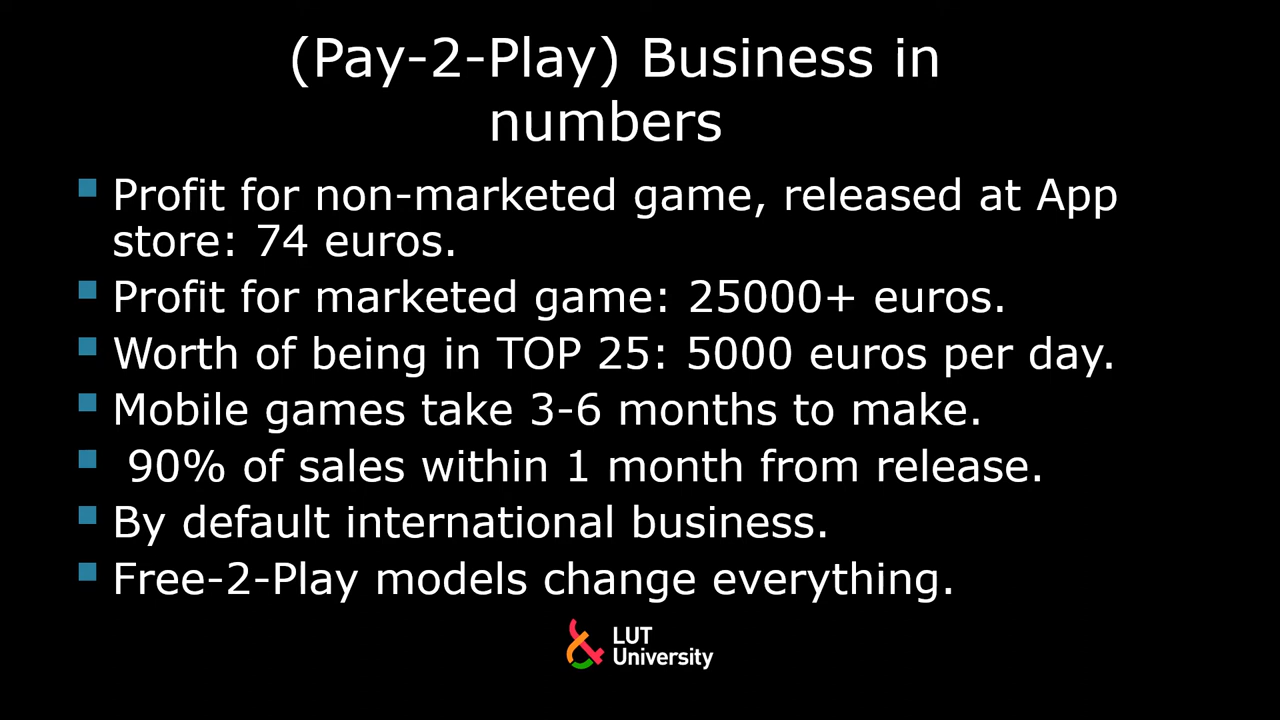 (Pay-2-Play) Business in
numbers
Profit for non-marketed game, released at App
store: 74 euros.
Profit for marketed game: 25000+ euros.
Worth of being in TOP 25: 5000 euros per day.
Mobile games take 3-6 months to make.
90% of sales within 1 month from release.
By default international business.
Free-2-Play models change everything.
LUT
University